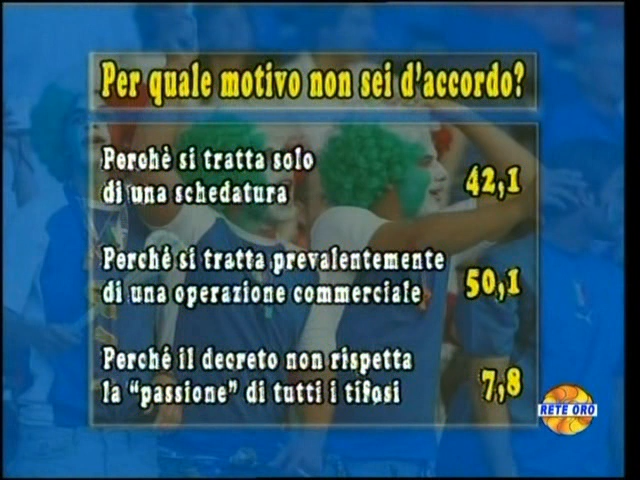 Per quale motivo non sei d'accordo?
Perchè si tratta solo
di una schedatura
42,1
Perché si tratta prevalentemente
di una operazione commerciale
50,1
Perché il decreto non rispetta
la "passione" di tutti i tifosi
7,8
RETE ORO